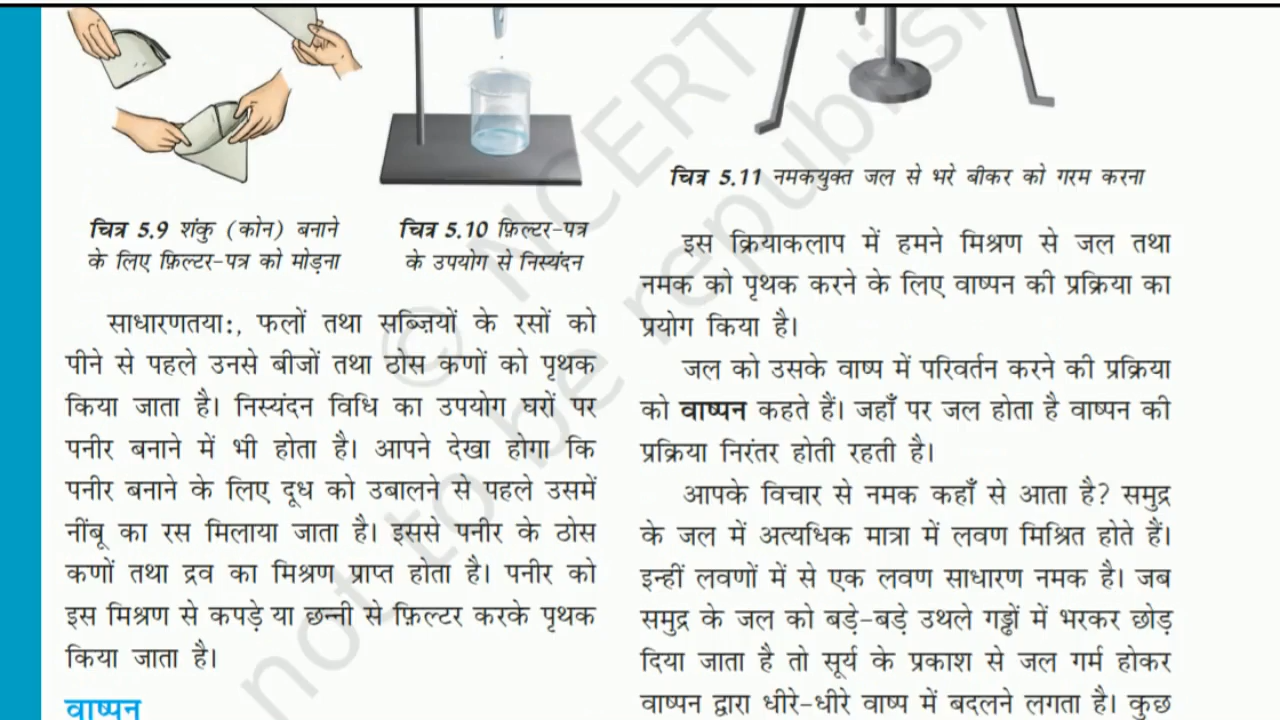 चित्र 5.9 शंकु (कोन) बनाने
के लिए फ़िल्टर-पत्र को मोड़ना
चित्र 5.10 फ़िल्टर-पत्र
के उपयोग से निस्यंदन
साधारणतया:, फलों तथा सब्ज़ियों के रसों को
पीने से पहले उनसे बीजों तथा ठोस कणों को पृथक
किया जाता है। निस्यंदन विधि का उपयोग घरों पर
पनीर बनाने में भी होता है। आपने देखा होगा कि
पनीर बनाने के लिए दूध को उबालने से पहले उसमें
नींबू का रस मिलाया जाता है। इससे पनीर के ठोस
कणों तथा द्रव का मिश्रण प्राप्त होता है। पनीर को
इस मिश्रण से कपड़े या छन्नी से फ़िल्टर करके पृथक
किया जाता है।
वाष्पन
चित्र 5.11 नमकयुक्त जल से भरे बीकर को गरम करना
इस क्रियाकलाप में हमने मिश्रण से जल तथा
नमक को पृथक करने के लिए वाष्पन की प्रक्रिया का
प्रयोग किया है।
जल को उसके वाष्प में परिवर्तन करने की प्रक्रिया
को वाष्पन कहते हैं। जहाँ पर जल होता है वाष्पन की
प्रक्रिया निरंतर होती रहती है।
आपके विचार से नमक कहाँ से आता है? समुद्र
के जल में अत्यधिक मात्रा में लवण मिश्रित होते हैं।
इन्हीं लवणों में से एक लवण साधारण नमक है। जब
समुद्र के जल को बड़े-बड़े उथले गड्ढों में भरकर छोड़
दिया जाता है तो सूर्य के प्रकाश से जल गर्म होकर
वाष्पन द्वारा धीरे-धीरे वाष्प में बदलने लगता है। कुछ
© NCERT
not to be republish